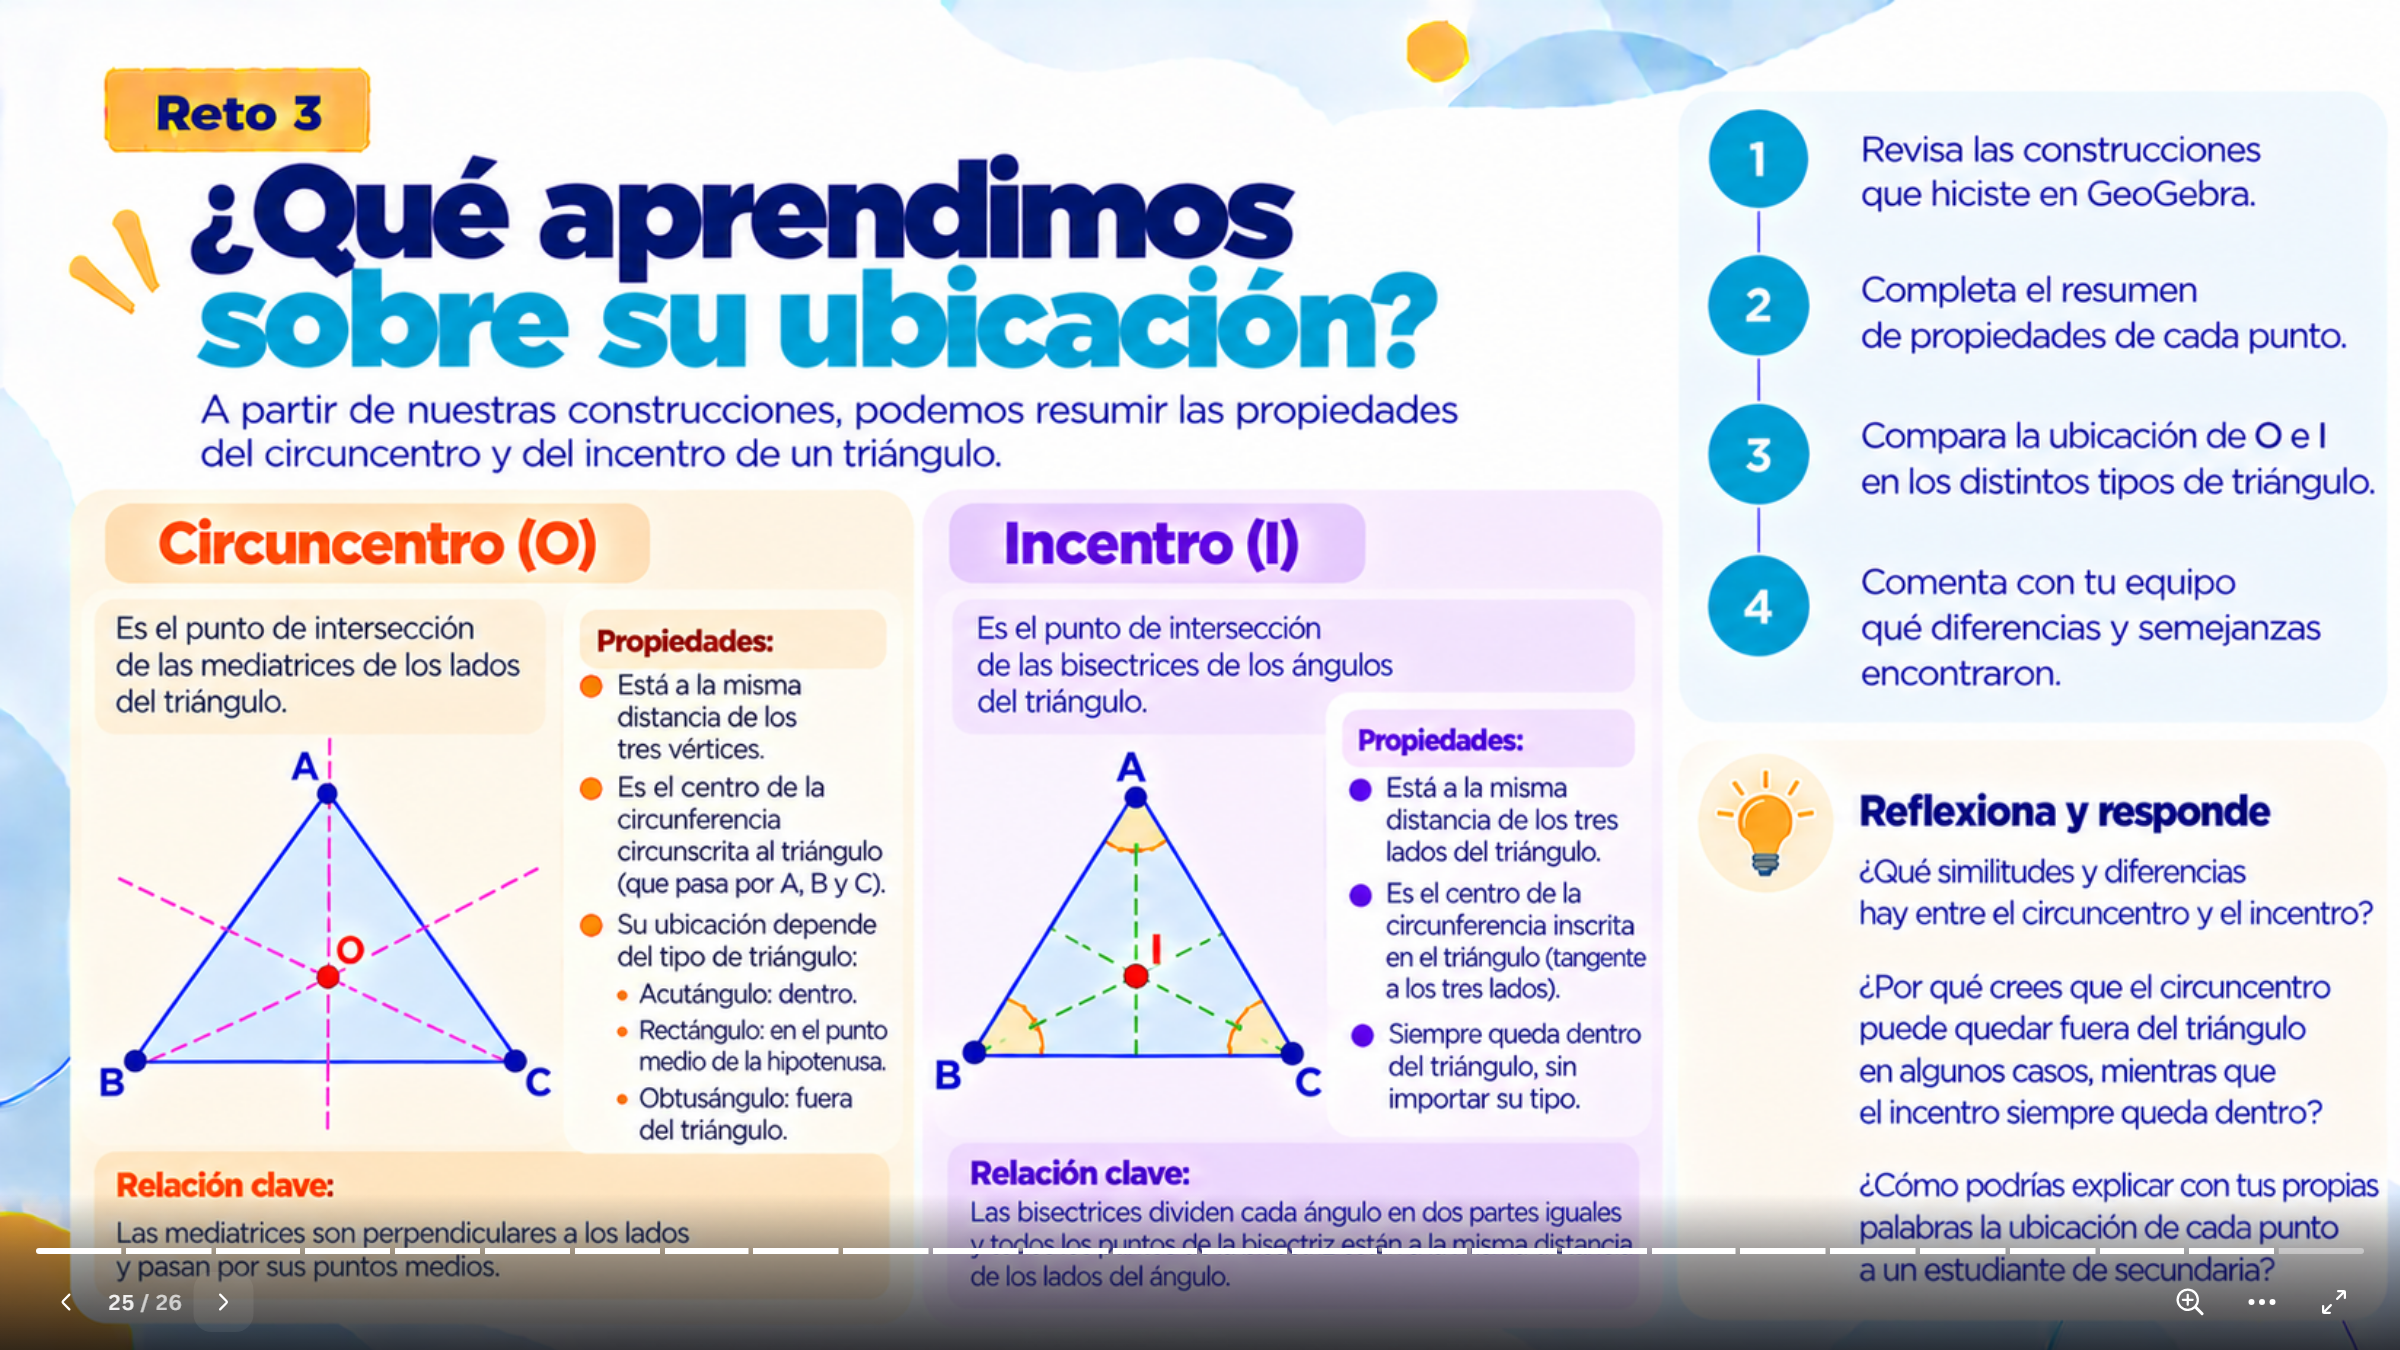 Reto 3
¿Qué aprendimos
sobre su ubicación?
A partir de nuestras construcciones, podemos resumir las propiedades
del circuncentro y del incentro de un triángulo.
Circuncentro (O)
Es el punto de intersección
de las mediatrices de los lados
del triángulo.
A
O
B
C
Propiedades:
Está a la misma
distancia de los
tres vértices.
Es el centro de la
circunferencia
circunscrita al triángulo
(que pasa por A, B y C).
Su ubicación depende
del tipo de triángulo:
Acutángulo: dentro.
Rectángulo: en el punto
medio de la hipotenusa.
Obtusángulo: fuera
del triángulo.
Relación clave:
Las mediatrices son perpendiculares a los lados
y pasan por sus puntos medios.
Incentro (I)
Es el punto de intersección
de las bisectrices de los ángulos
del triángulo.
A
I
B
C
Propiedades:
Está a la misma
distancia de los tres
lados del triángulo.
Es el centro de la
circunferencia inscrita
en el triángulo (tangente
a los tres lados).
Siempre queda dentro
del triángulo, sin
importar su tipo.
Relación clave:
Las bisectrices dividen cada ángulo en dos partes iguales
y todos los puntos de la bisectriz están a la misma distancia
de los lados del ángulo.
1
Revisa las construcciones
que hiciste en GeoGebra.
2
Completa el resumen
de propiedades de cada punto.
3
Compara la ubicación de O e I
en los distintos tipos de triángulo.
4
Comenta con tu equipo
qué diferencias y semejanzas
encontraron.
Reflexiona y responde
¿Qué similitudes y diferencias
hay entre el circuncentro y el incentro?
¿Por qué crees que el circuncentro
puede quedar fuera del triángulo
en algunos casos, mientras que
el incentro siempre queda dentro?
¿Cómo podrías explicar con tus propias
palabras la ubicación de cada punto
a un estudiante de secundaria?
25 / 26